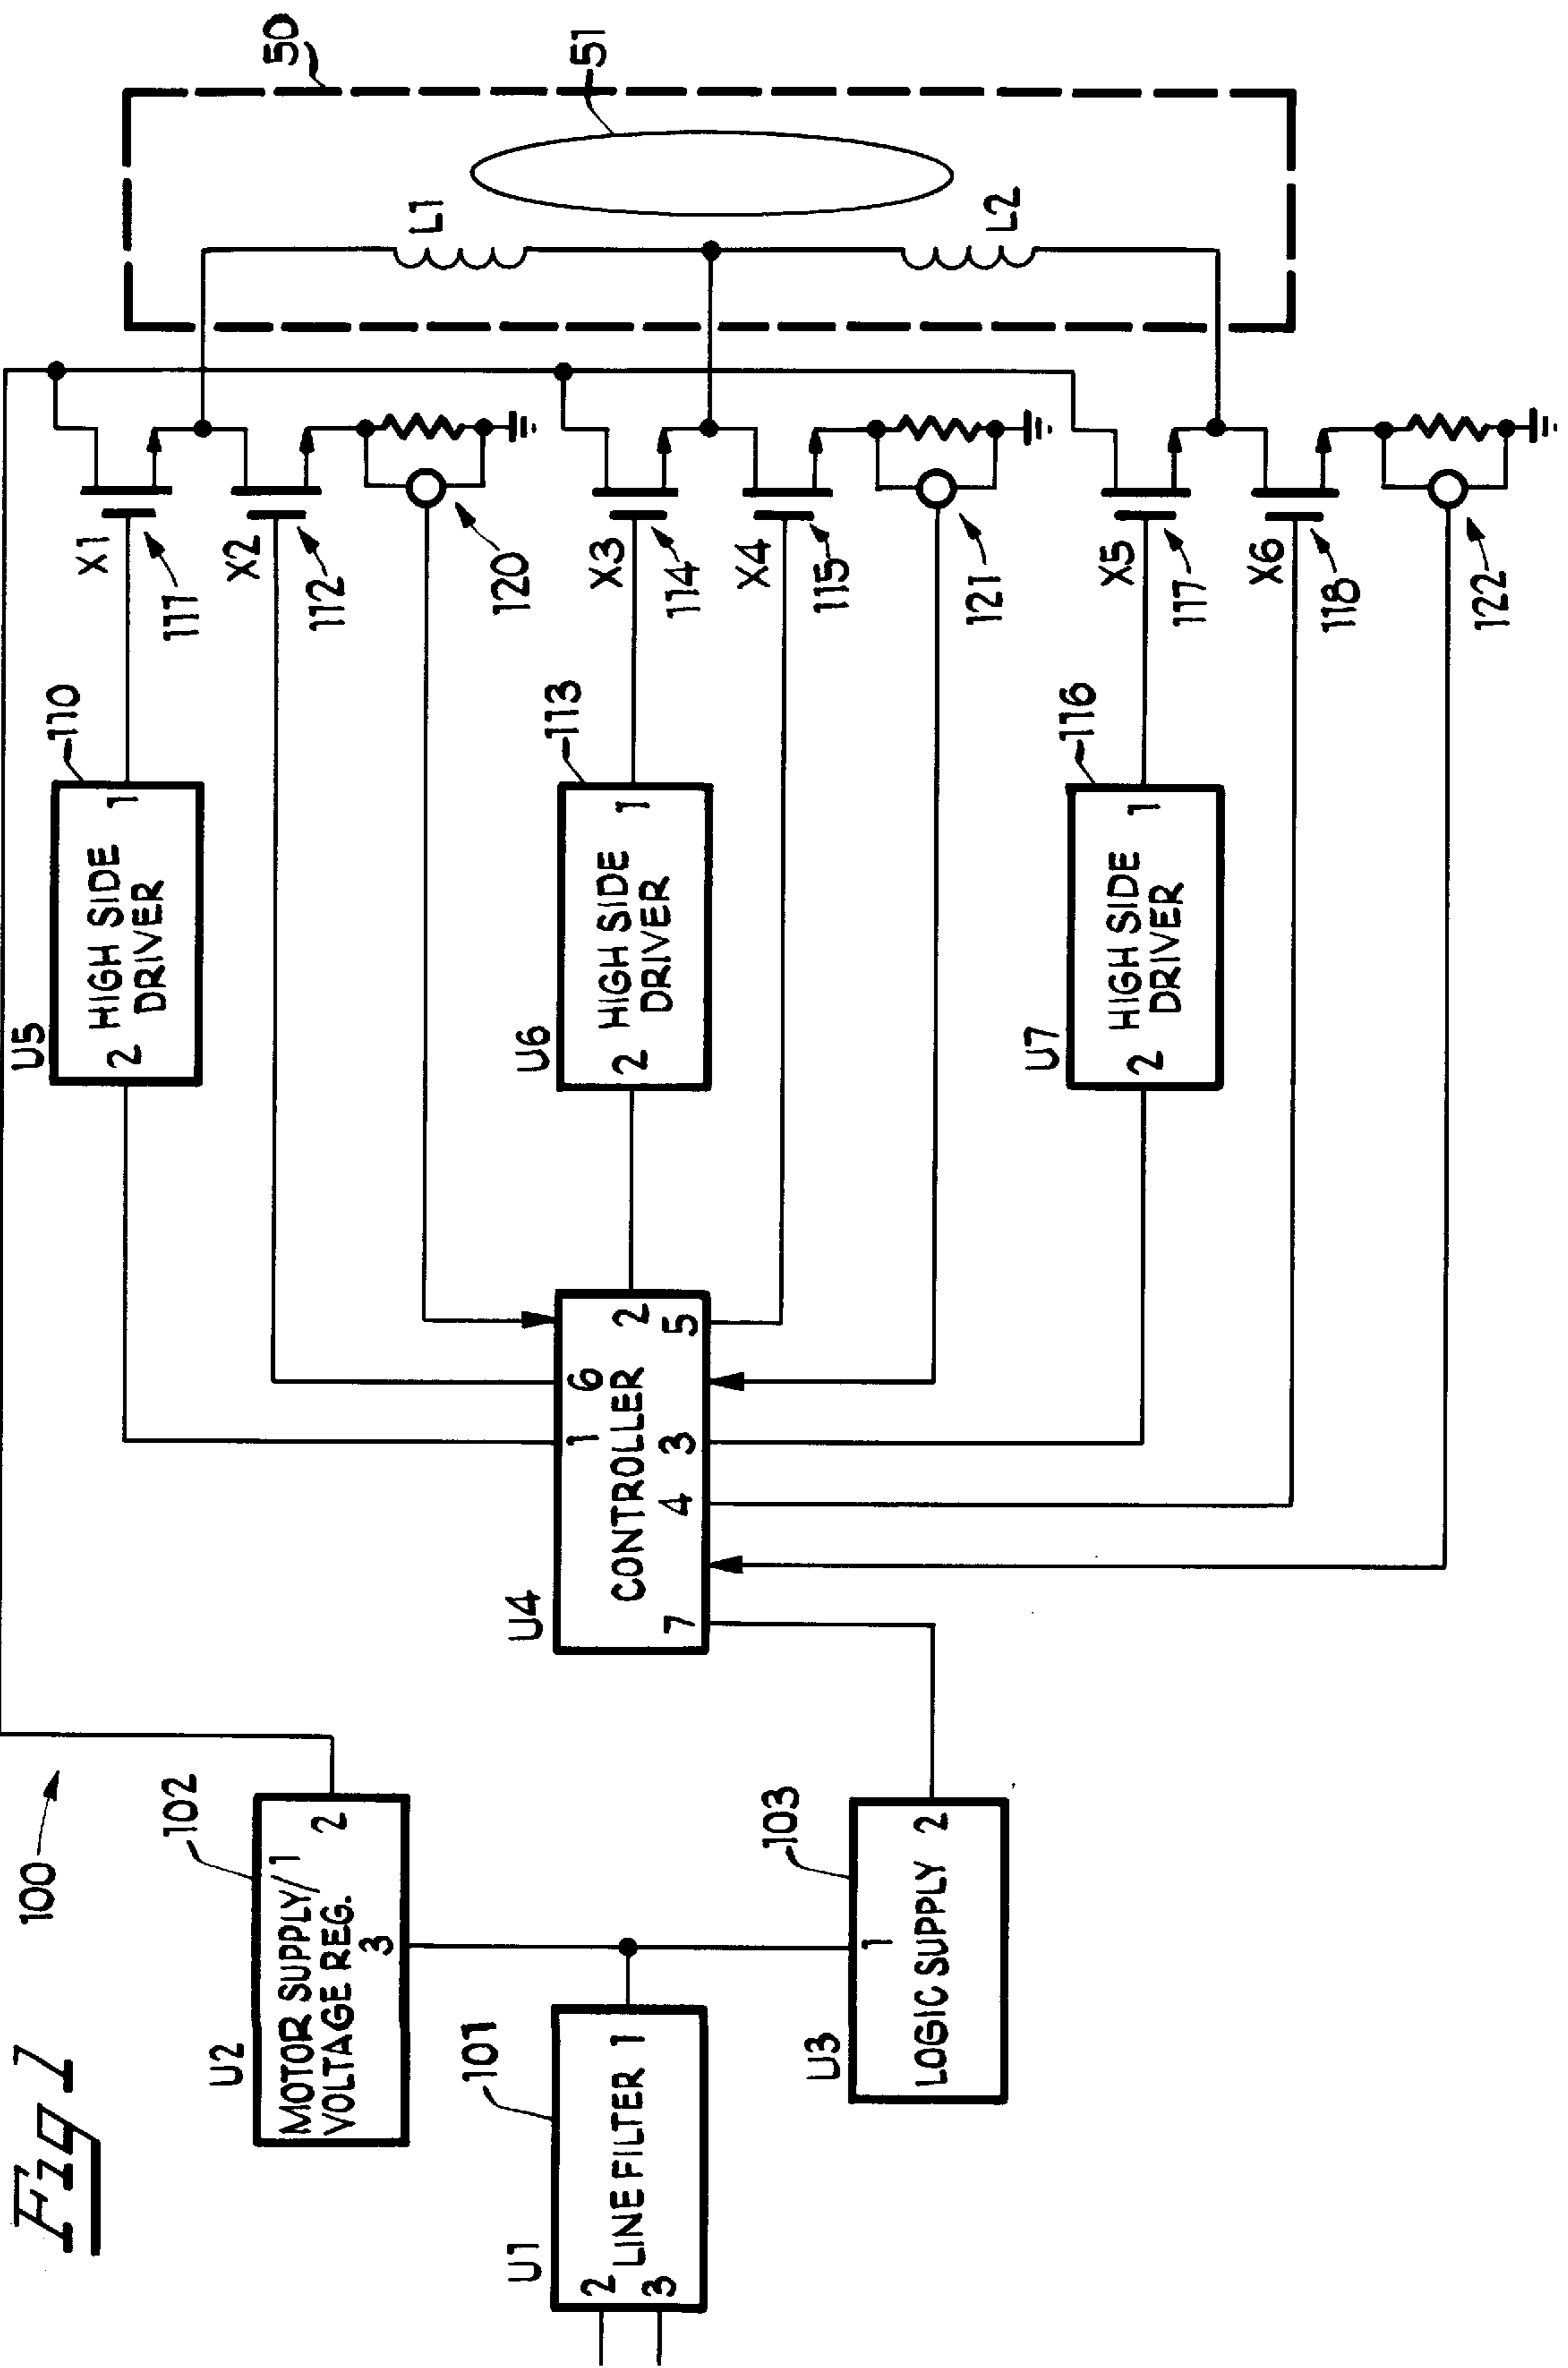 Fig 7
100
U1
2
3
LINE FILTER 1
101
U2
MOTOR SUPPLY/1
VOLTAGE REG.
2
3
102
U3
1
LOGIC SUPPLY 2
103
U4
1
6
2
CONTROLLER
7
4
3
5
U5
2
HIGH SIDE
DRIVER
1
110
U6
2
HIGH SIDE
DRIVER
1
113
U7
2
HIGH SIDE
DRIVER
1
116
X1
111
X2
112
120
X3
114
X4
115
121
X5
117
X6
118
122
L1
L2
50
51